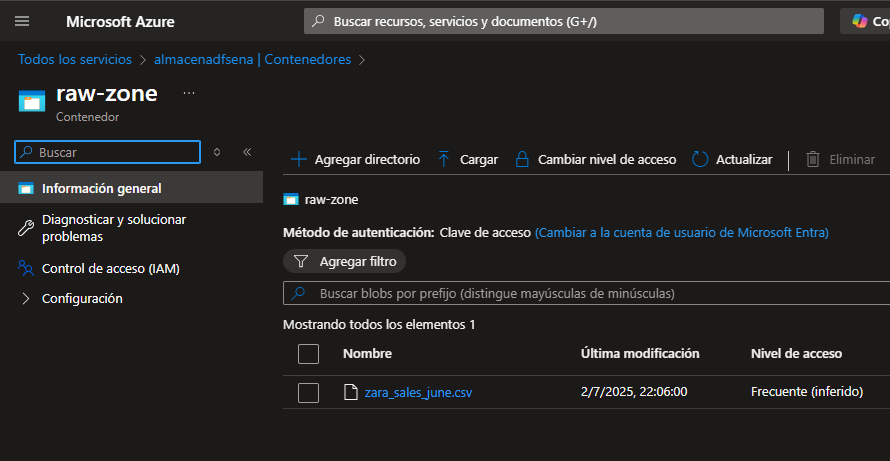 Microsoft Azure
Buscar recursos, servicios y documentos (G+/)
Todos los servicios > almacenadfsena | Contenedores >
raw-zone ...
Contenedor
Buscar
Agregar directorio Cargar Cambiar nivel de acceso Actualizar Eliminar
Información general
raw-zone
Diagnosticar y solucionar
problemas
Método de autenticación: Clave de acceso (Cambiar a la cuenta de usuario de Microsoft Entra)
Agregar filtro
Control de acceso (IAM)
Configuración
Buscar blobs por prefijo (distingue mayúsculas de minúsculas)
Mostrando todos los elementos 1
Nombre Última modificación Nivel de acceso
zara_sales_june.csv 2/7/2025, 22:06:00 Frecuente (inferido)